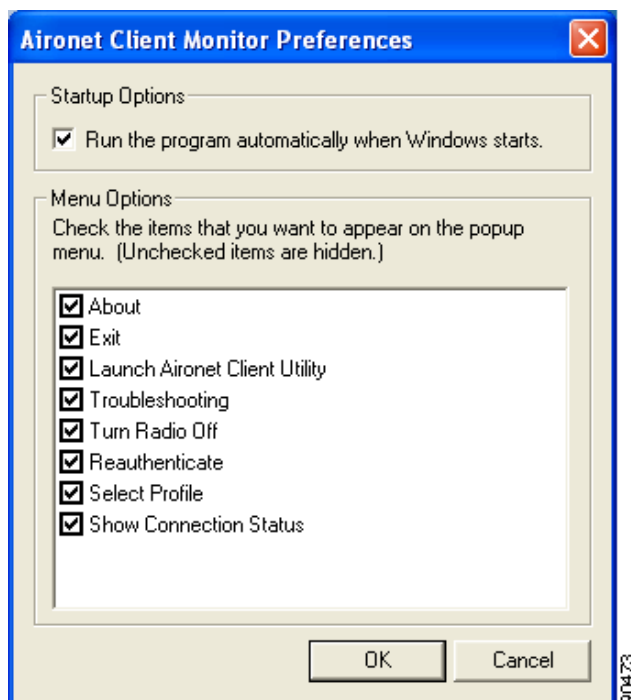 Aironet Client Monitor Preferences
Startup Options
Run the program automatically when Windows starts.
Menu Options
Check the items that you want to appear on the popup
menu. (Unchecked items are hidden.)
About
Exit
Launch Aironet Client Utility
Troubleshooting
Turn Radio Off
Reauthenticate
Select Profile
Show Connection Status
OK
Cancel